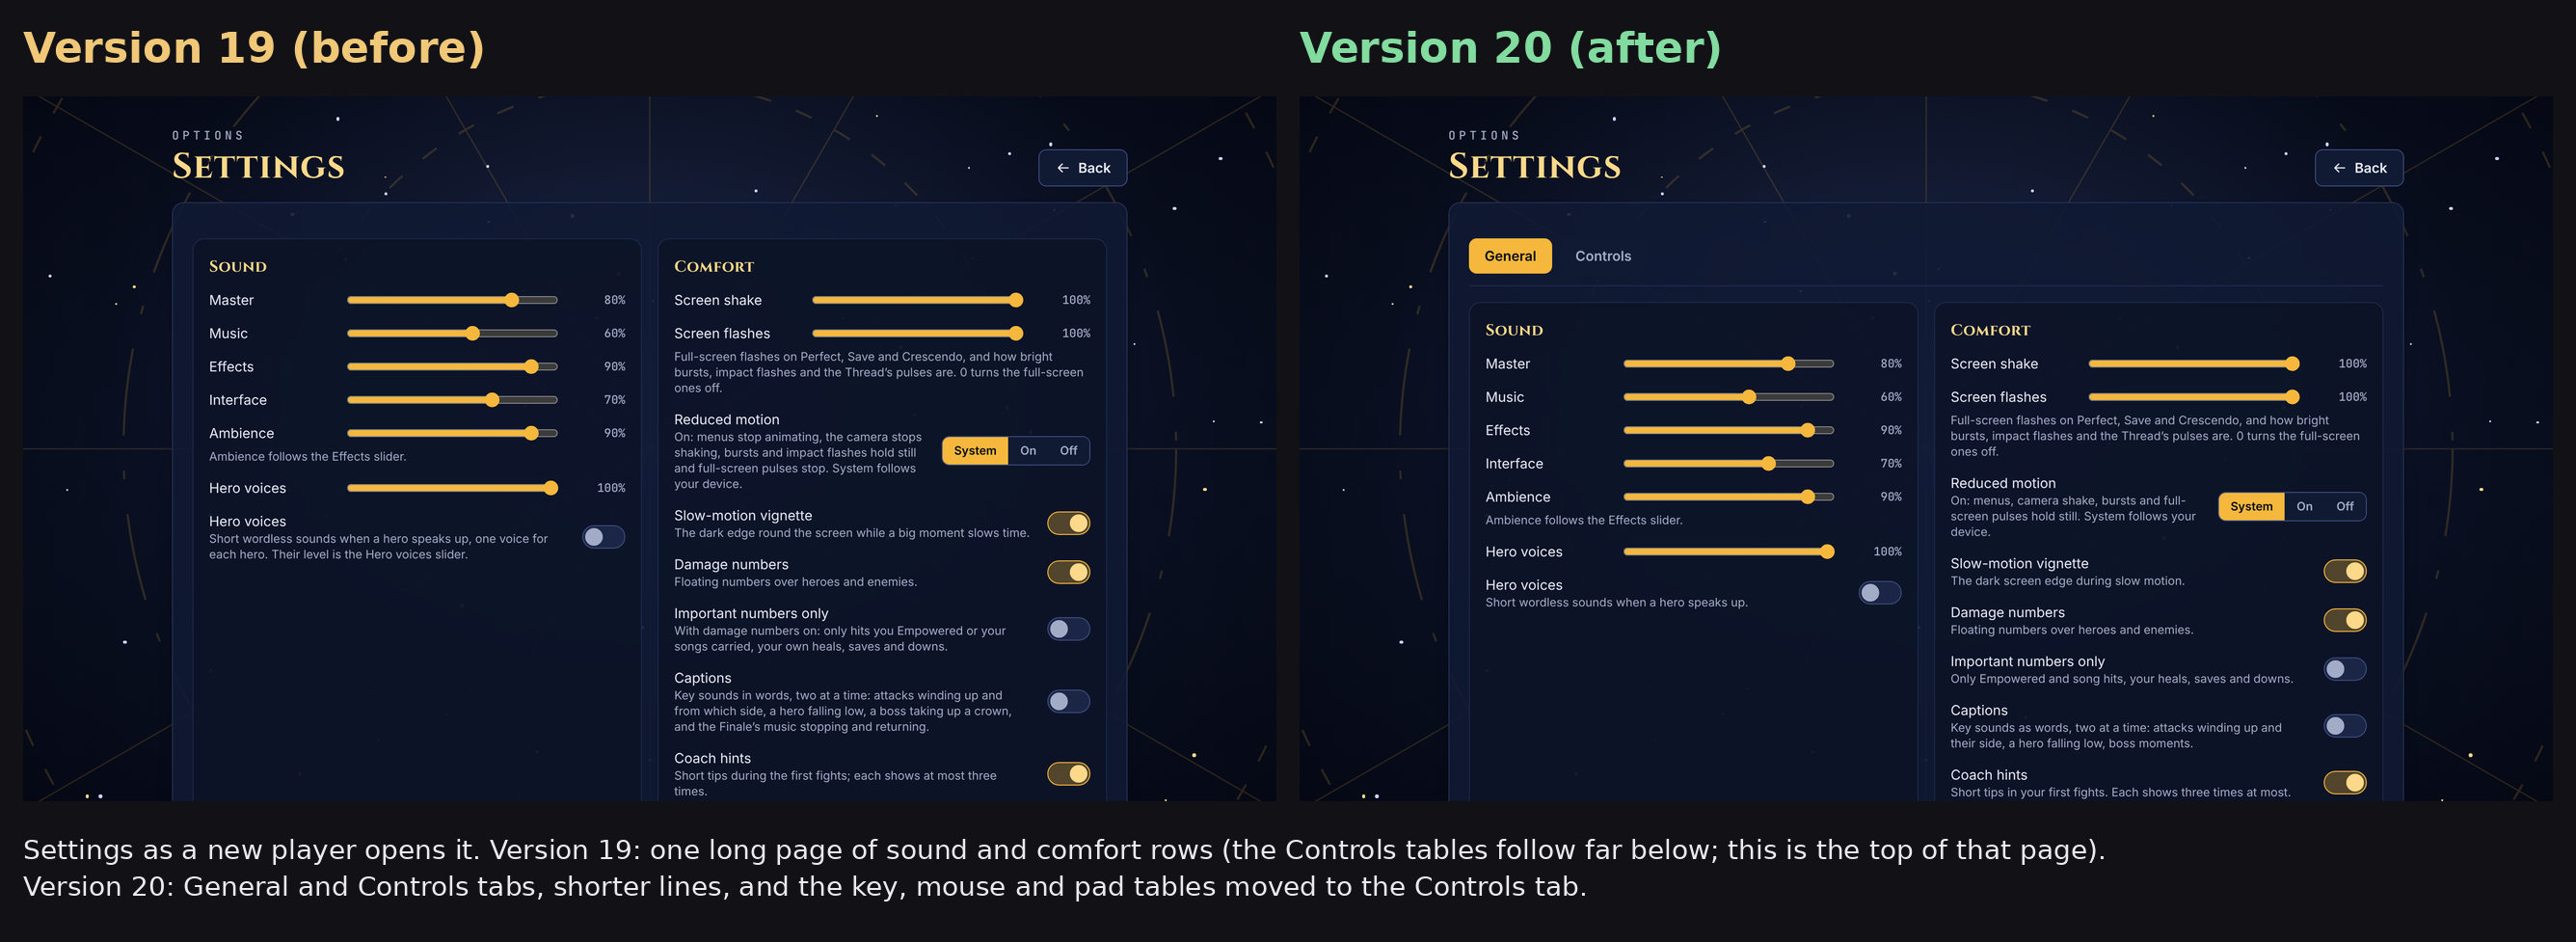 Version 19 (before)
OPTIONS
SETTINGS
← Back
SOUND
Master 80%
Music 60%
Effects 90%
Interface 70%
Ambience 90%
Ambience follows the Effects slider.
Hero voices 100%
Hero voices
Short wordless sounds when a hero speaks up, one voice for
each hero. Their level is the Hero voices slider.
COMFORT
Screen shake 100%
Screen flashes 100%
Full-screen flashes on Perfect, Save and Crescendo, and how bright
bursts, impact flashes and the Thread's pulses are. 0 turns the full-screen
ones off.
Reduced motion
On: menus stop animating, the camera stops
shaking, bursts and impact flashes hold still
and full-screen pulses stop. System follows
your device.
System On Off
Slow-motion vignette
The dark edge round the screen while a big moment slows time.
Damage numbers
Floating numbers over heroes and enemies.
Important numbers only
With damage numbers on: only hits you Empowered or your
songs carried, your own heals, saves and downs.
Captions
Key sounds in words, two at a time: attacks winding up and
from which side, a hero falling low, a boss taking up a crown,
and the Finale's music stopping and returning.
Coach hints
Short tips during the first fights; each shows at most three
times.
Version 20 (after)
OPTIONS
SETTINGS
← Back
General Controls
SOUND
Master 80%
Music 60%
Effects 90%
Interface 70%
Ambience 90%
Ambience follows the Effects slider.
Hero voices 100%
Hero voices
Short wordless sounds when a hero speaks up.
COMFORT
Screen shake 100%
Screen flashes 100%
Full-screen flashes on Perfect, Save and Crescendo, and how bright
bursts, impact flashes and the Thread's pulses are. 0 turns the full-screen
ones off.
Reduced motion
On: menus, camera shake, bursts and full-
screen pulses hold still. System follows your
device.
System On Off
Slow-motion vignette
The dark screen edge during slow motion.
Damage numbers
Floating numbers over heroes and enemies.
Important numbers only
Only Empowered and song hits, your heals, saves and downs.
Captions
Key sounds as words, two at a time: attacks winding up and
their side, a hero falling low, boss moments.
Coach hints
Short tips in your first fights. Each shows three times at most.
Settings as a new player opens it. Version 19: one long page of sound and comfort rows (the Controls tables follow far below; this is the top of that page).
Version 20: General and Controls tabs, shorter lines, and the key, mouse and pad tables moved to the Controls tab.